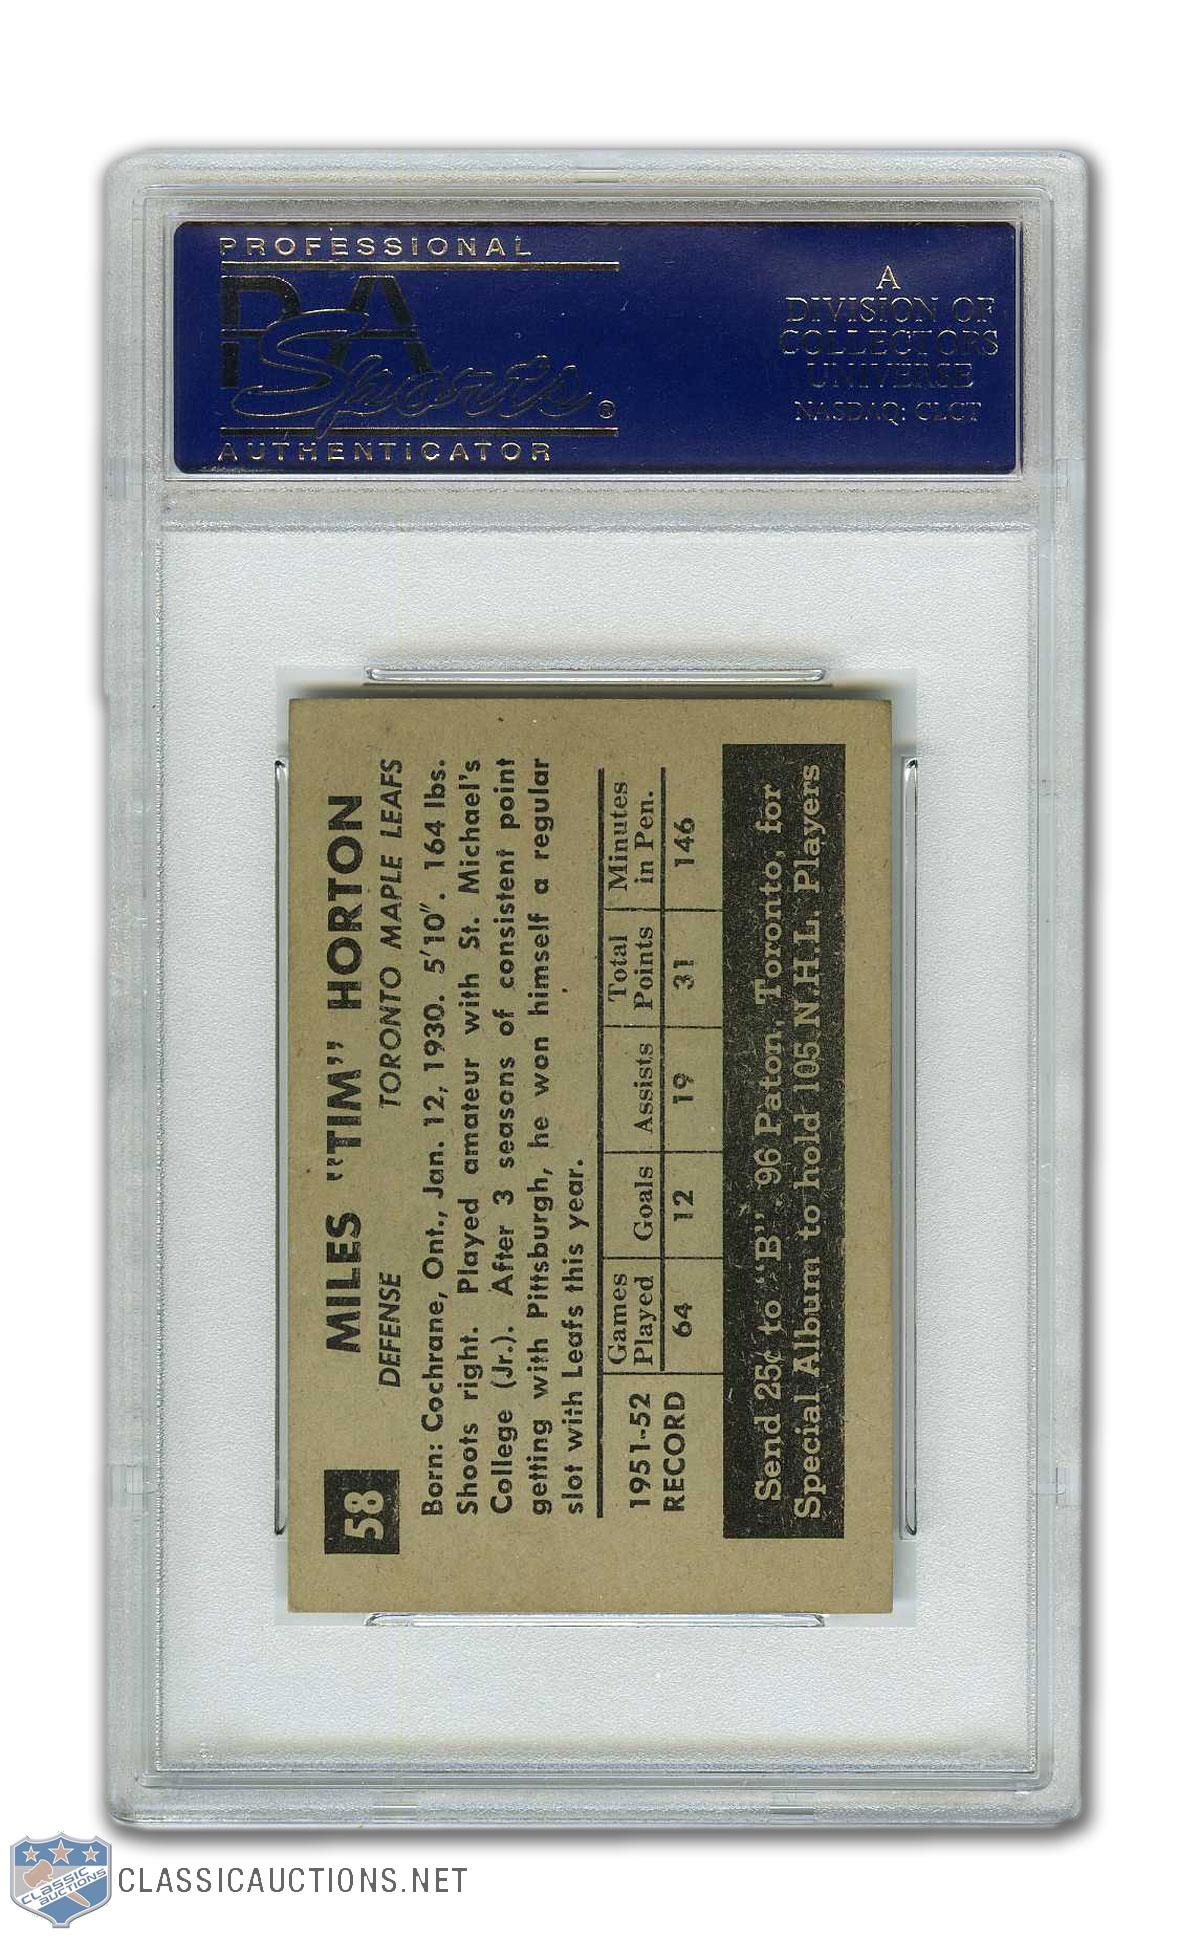 PROFESSIONAL
PSA
Sports®
AUTHENTICATOR
A
DIVISION OF
COLLECTORS
UNIVERSE
NASDAQ: CLCT
58
MILES "TIM" HORTON
DEFENSE TORONTO MAPLE LEAFS
Born: Cochrane, Ont., Jan. 12, 1930. 5'10". 164 lbs.
Shoots right. Played amateur with St. Michael's
College (Jr.). After 3 seasons of consistent point
getting with Pittsburgh, he won himself a regular
slot with Leafs this year.
1951-52 Games Goals Assists Total Minutes
RECORD Played Points in Pen.
64 12 19 31 146
Send 25¢ to "B" 96 Paton, Toronto, for
Special Album to hold 105 N.H.L. Players
CLASSIC
AUCTIONS
CLASSICAUCTIONS.NET